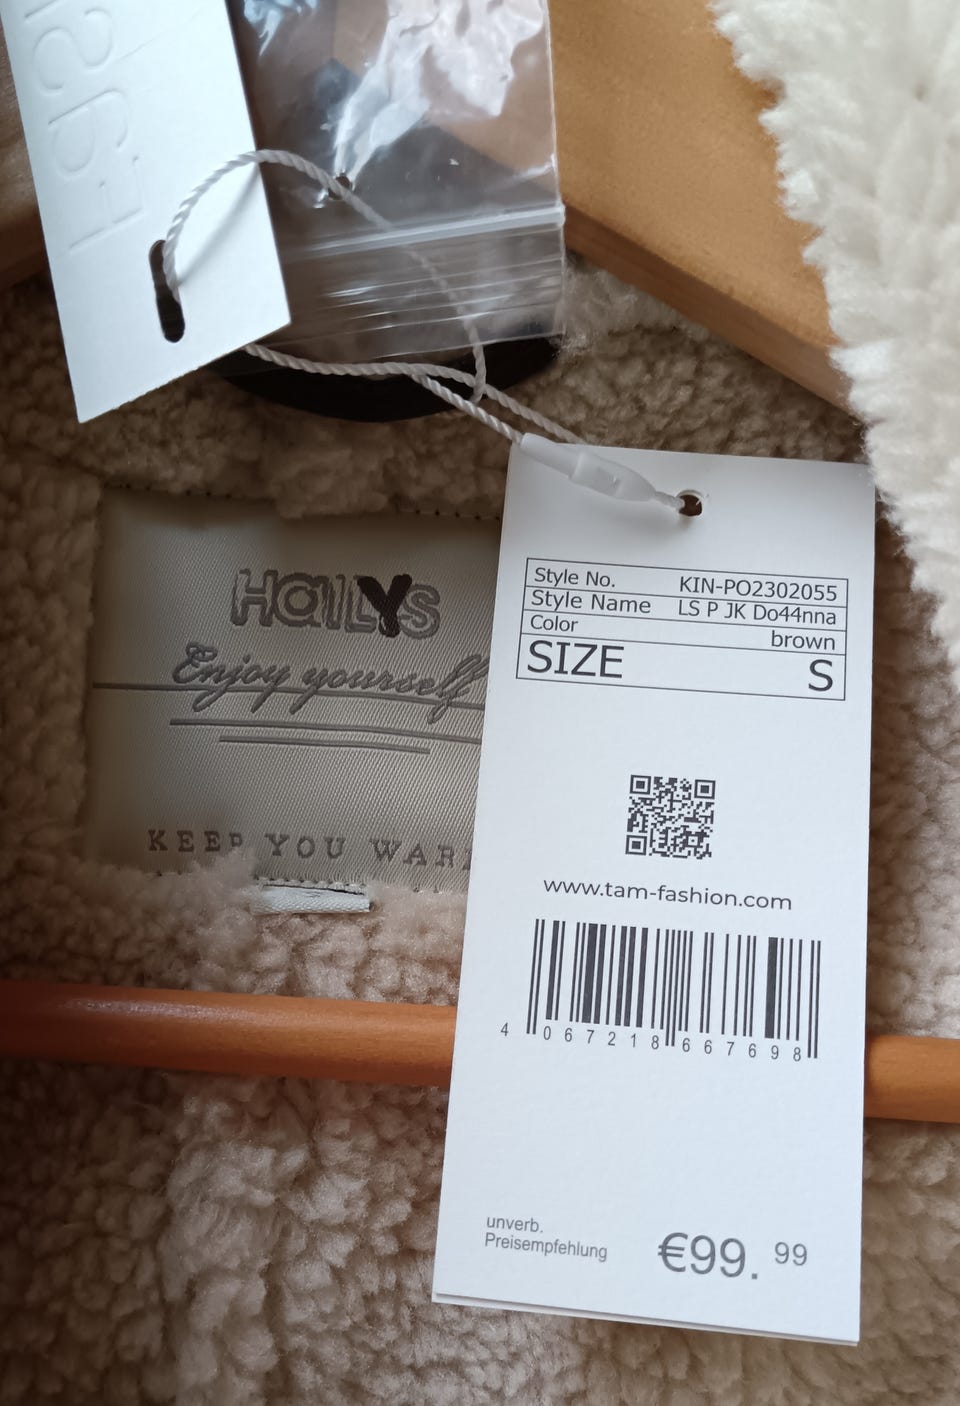 HaiLYs
Enjoy yourself
KEEP YOU WARM
Style No. KIN-PO2302055
Style Name LS P JK Do44nna
Color brown
SIZE S
www.tam-fashion.com
4 067218 667698
unverb.
Preisempfehlung
€99. 99